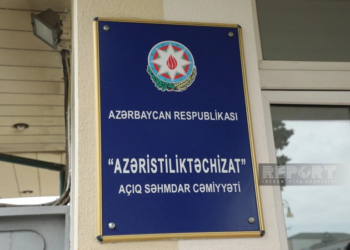 AZƏRBAYCAN RESPUBLİKASI
“AZƏRİSTİLİKTƏCHİZAT”
AÇIQ SƏHMDAR CƏMİYYƏTİ
REPORT